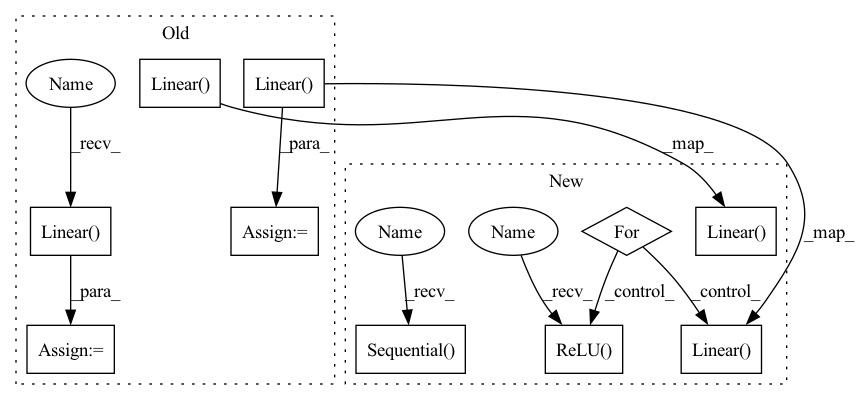 Old
Name
Linear()
Linear()
_recv_
_para_
_map_
New
Linear()
Assign:=
Name
Name
For
Linear()
_map_
_para_
_recv_
_recv_
_control_
_control_
Assign:=
Sequential()
ReLU()
Linear()